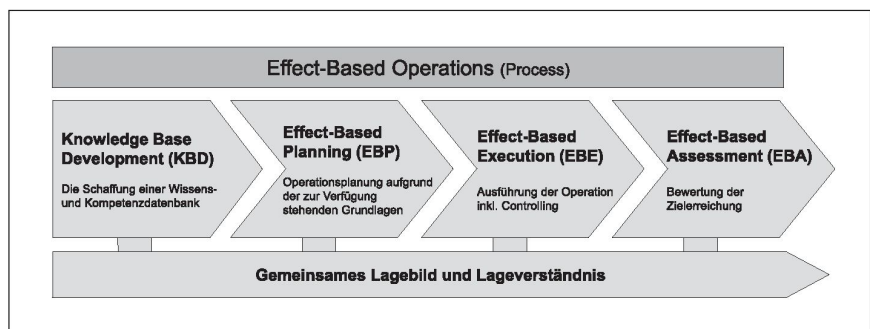 Effect-Based Operations (Process)
Knowledge Base
Development (KBD)
Die Schaffung einer Wissens-
und Kompetenzdatenbank
Effect-Based
Planning (EBP)
Operationsplanung aufgrund
der zur Verfügung
stehenden Grundlagen
Effect-Based
Execution (EBE)
Ausführung der Operation
inkl. Controlling
Effect-Based
Assessment (EBA)
Bewertung der
Zielerreichung
Gemeinsames Lagebild und Lageverständnis